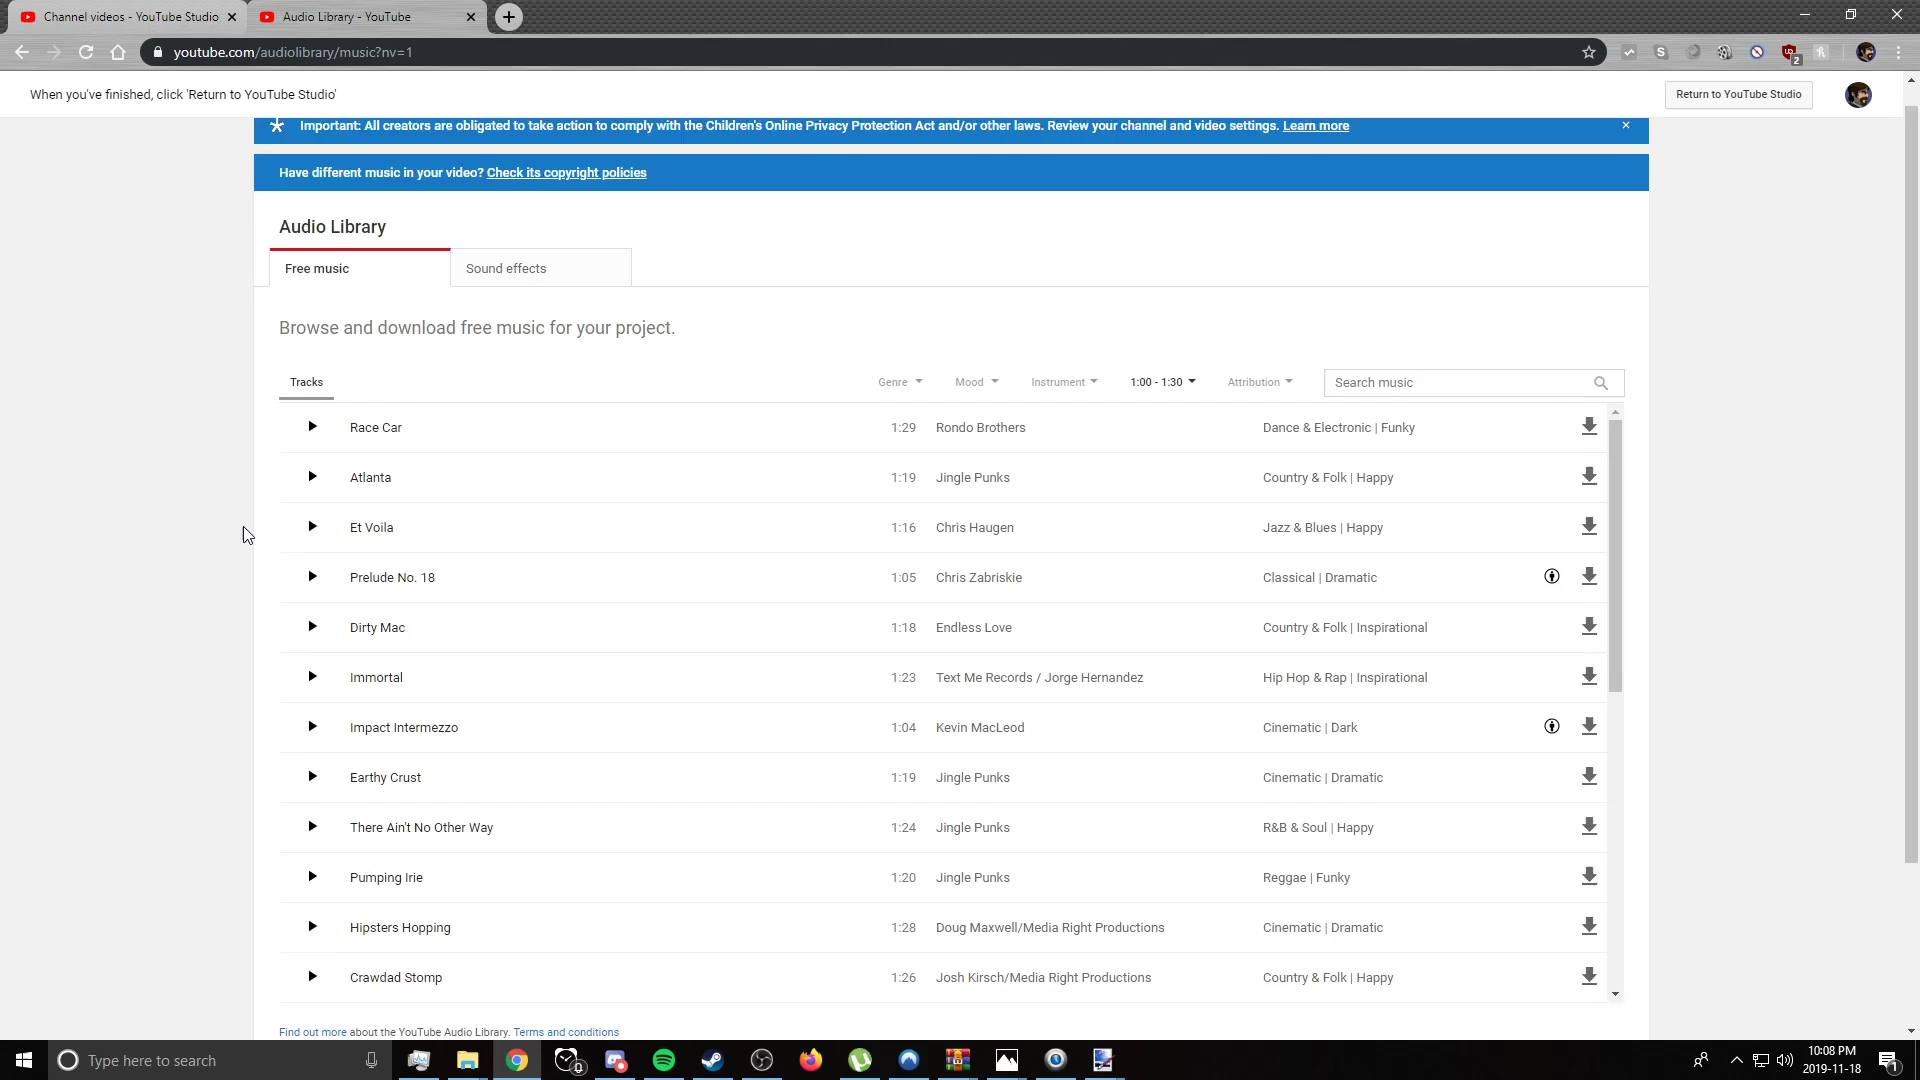 Channel videos - YouTube Studio
Audio Library - YouTube
youtube.com/audiolibrary/music?nv=1
2
When you've finished, click 'Return to YouTube Studio'
Return to YouTube Studio
Important: All creators are obligated to take action to comply with the Children's Online Privacy Protection Act and/or other laws. Review your channel and video settings. Learn more
Have different music in your video? Check its copyright policies
Audio Library
Free music
Sound effects
Browse and download free music for your project.
Tracks
Genre
Mood
Instrument
1:00 - 1:30
Attribution
Search music
Race Car 1:29 Rondo Brothers Dance & Electronic | Funky
Atlanta 1:19 Jingle Punks Country & Folk | Happy
Et Voila 1:16 Chris Haugen Jazz & Blues | Happy
Prelude No. 18 1:05 Chris Zabriskie Classical | Dramatic
Dirty Mac 1:18 Endless Love Country & Folk | Inspirational
Immortal 1:23 Text Me Records / Jorge Hernandez Hip Hop & Rap | Inspirational
Impact Intermezzo 1:04 Kevin MacLeod Cinematic | Dark
Earthy Crust 1:19 Jingle Punks Cinematic | Dramatic
There Ain't No Other Way 1:24 Jingle Punks R&B & Soul | Happy
Pumping Irie 1:20 Jingle Punks Reggae | Funky
Hipsters Hopping 1:28 Doug Maxwell/Media Right Productions Cinematic | Dramatic
Crawdad Stomp 1:26 Josh Kirsch/Media Right Productions Country & Folk | Happy
Find out more about the YouTube Audio Library. Terms and conditions
Type here to search
10:08 PM
2019-11-18
1